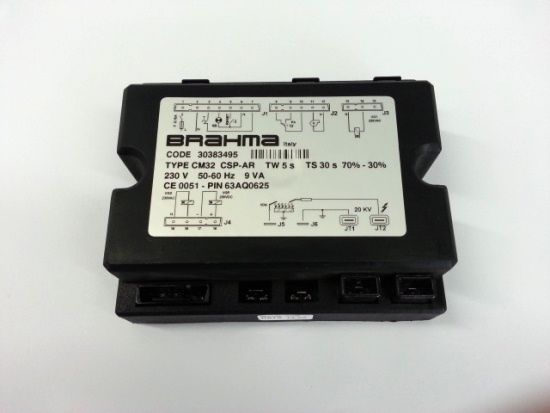 J1
J2
J3
BRAHMA Italy
CODE 30383495
TYPE CM32 CSP-AR TW 5 s TS 30 s 70% - 30%
230 V 50-60 Hz 9 VA
CE 0051 - PIN 63AQ0625
J4
J5
J6
20 KV
JT1
JT2